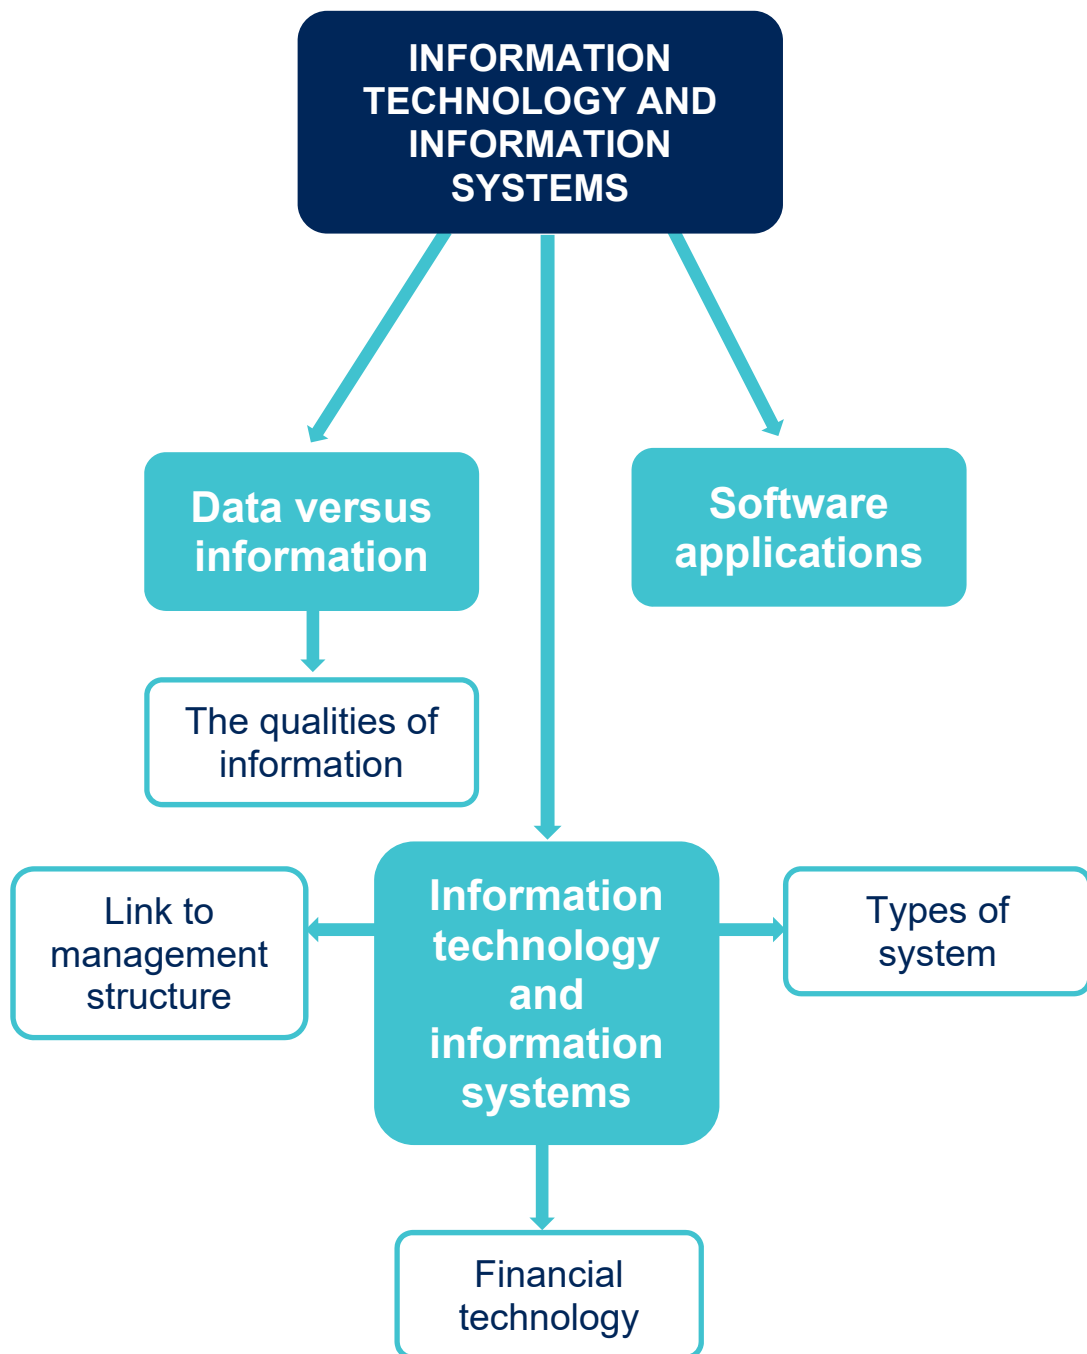 INFORMATION
TECHNOLOGY AND
INFORMATION
SYSTEMS
Data versus
information
Software
applications
The qualities of
information
Link to
management
structure
Information
technology
and
information
systems
Types of
system
Financial
technology